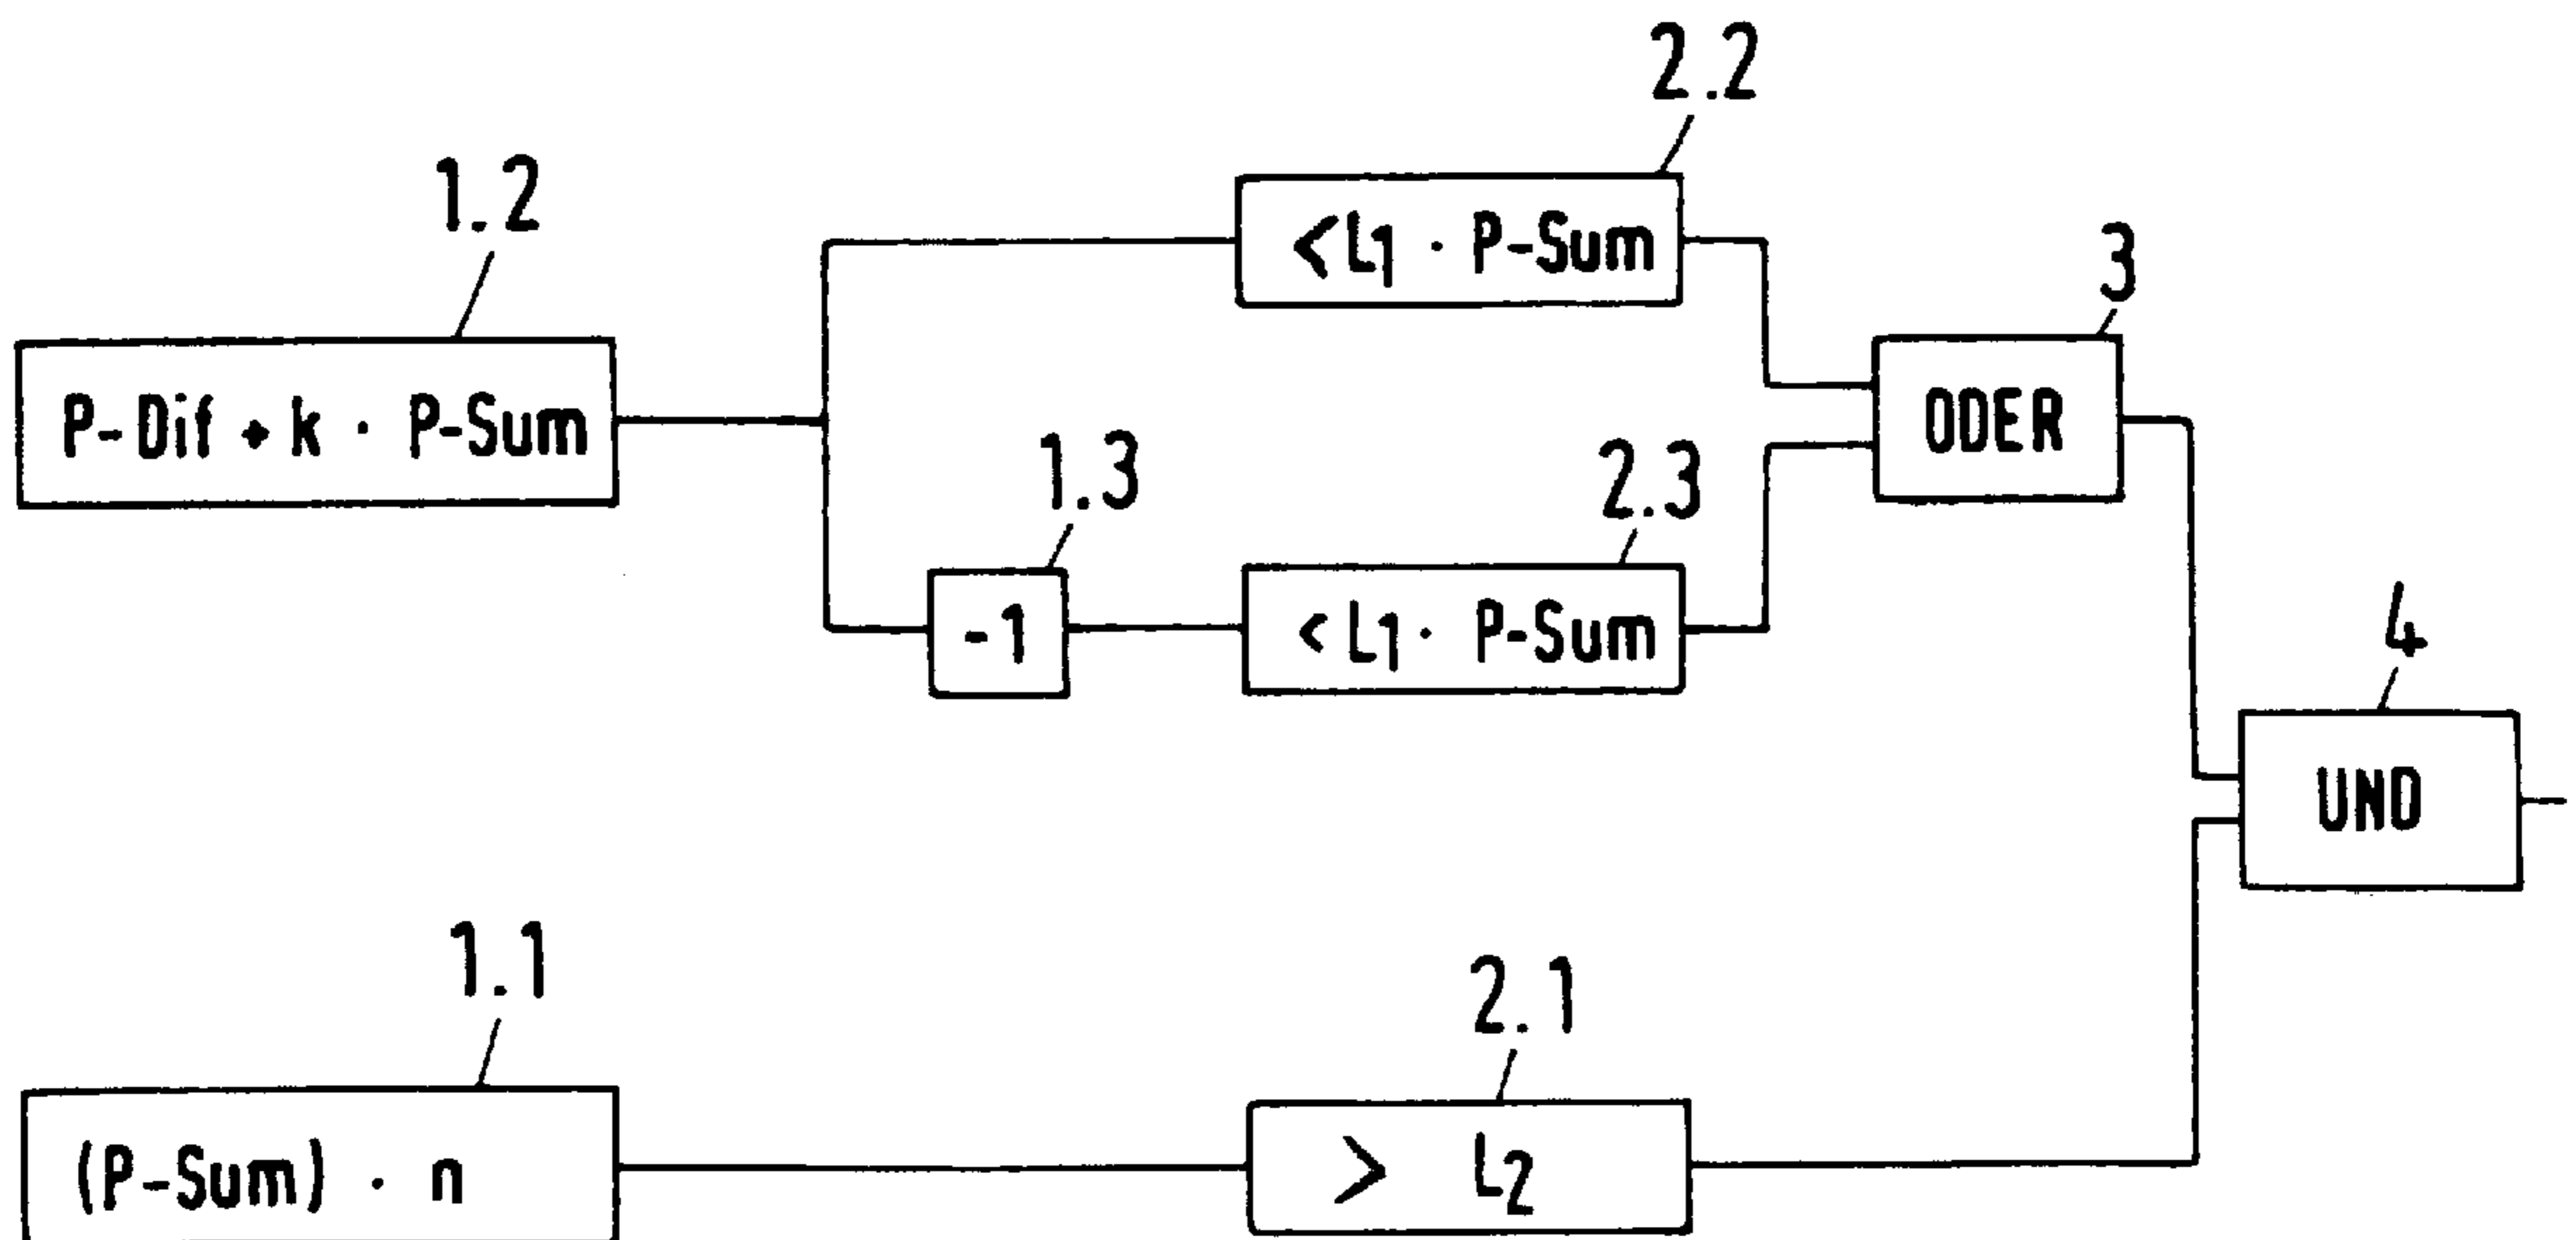 2.2
1.2
< L1 · P-Sum
3
P-Dif + k · P-Sum
ODER
1.3
2.3
-1
< L1 · P-Sum
4
UND
1.1
2.1
(P-Sum) · n
> L2